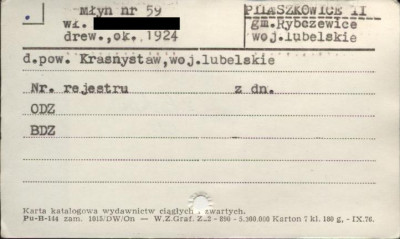 Młyn nr 59
wł.
drew.,ok. 1924
PILASZKOWICE II
gm.Rybczewice
woj.lubelskie
d.pow. Krasnystaw,woj.lubelskie
Nr. rejestru z dn.
ODZ
BDZ
Karta katalogowa wydawnictw ciągłych i zwartych.
Pu-H-144 zam. 1015/DW/On — W.Z.Graf. Z-2 - 890 - 5.300.000 Karton 7 kl. 180 g. - IX.76.